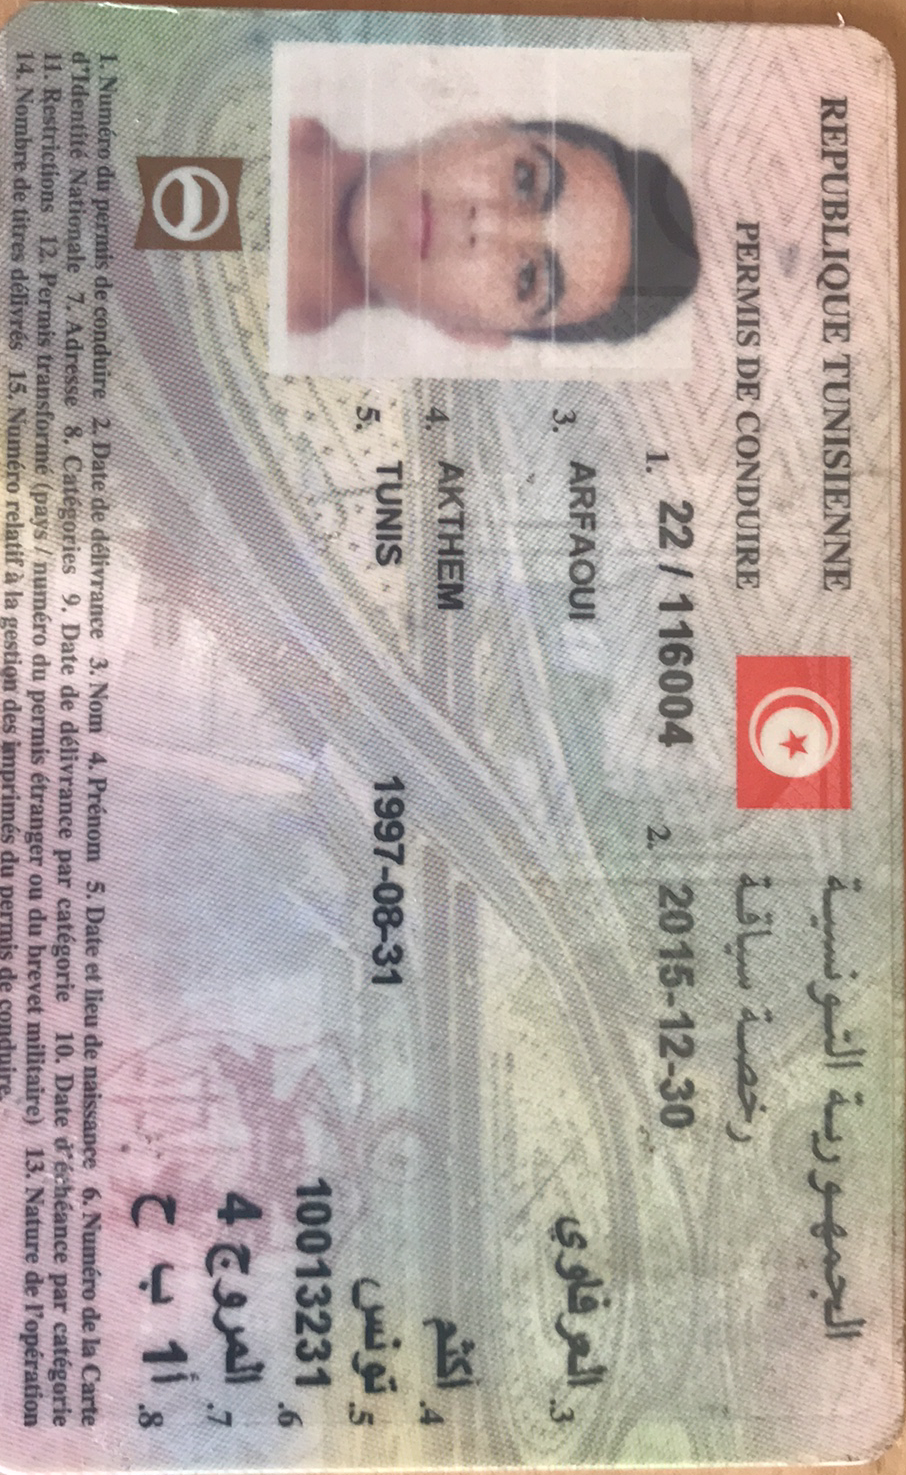 REPUBLIQUE TUNISIENNE الجمهورية التونسية
PERMIS DE CONDUIRE رخصة سياقة
1. 22 / 116004 2. 2015-12-30
3. ARFAOUI العرفاوي .3
4. AKTHEM أكثم .4
5. TUNIS 1997-08-31 تونس .5
10013231 .6
المروج 4 .7
أ1 ب ح .8
1. Numéro du permis de conduire 2. Date de délivrance 3. Nom 4. Prénom 5. Date et lieu de naissance 6. Numéro de la Carte
d'Identité Nationale 7. Adresse 8. Catégories 9. Date de délivrance par catégorie 10. Date d'échéance par catégorie
11. Restrictions 12. Permis transformé (pays / numéro du permis étranger ou du brevet militaire) 13. Nature de l'opération
14. Nombre de titres délivrés 15. Numéro relatif à la gestion des imprimés du permis de conduire.